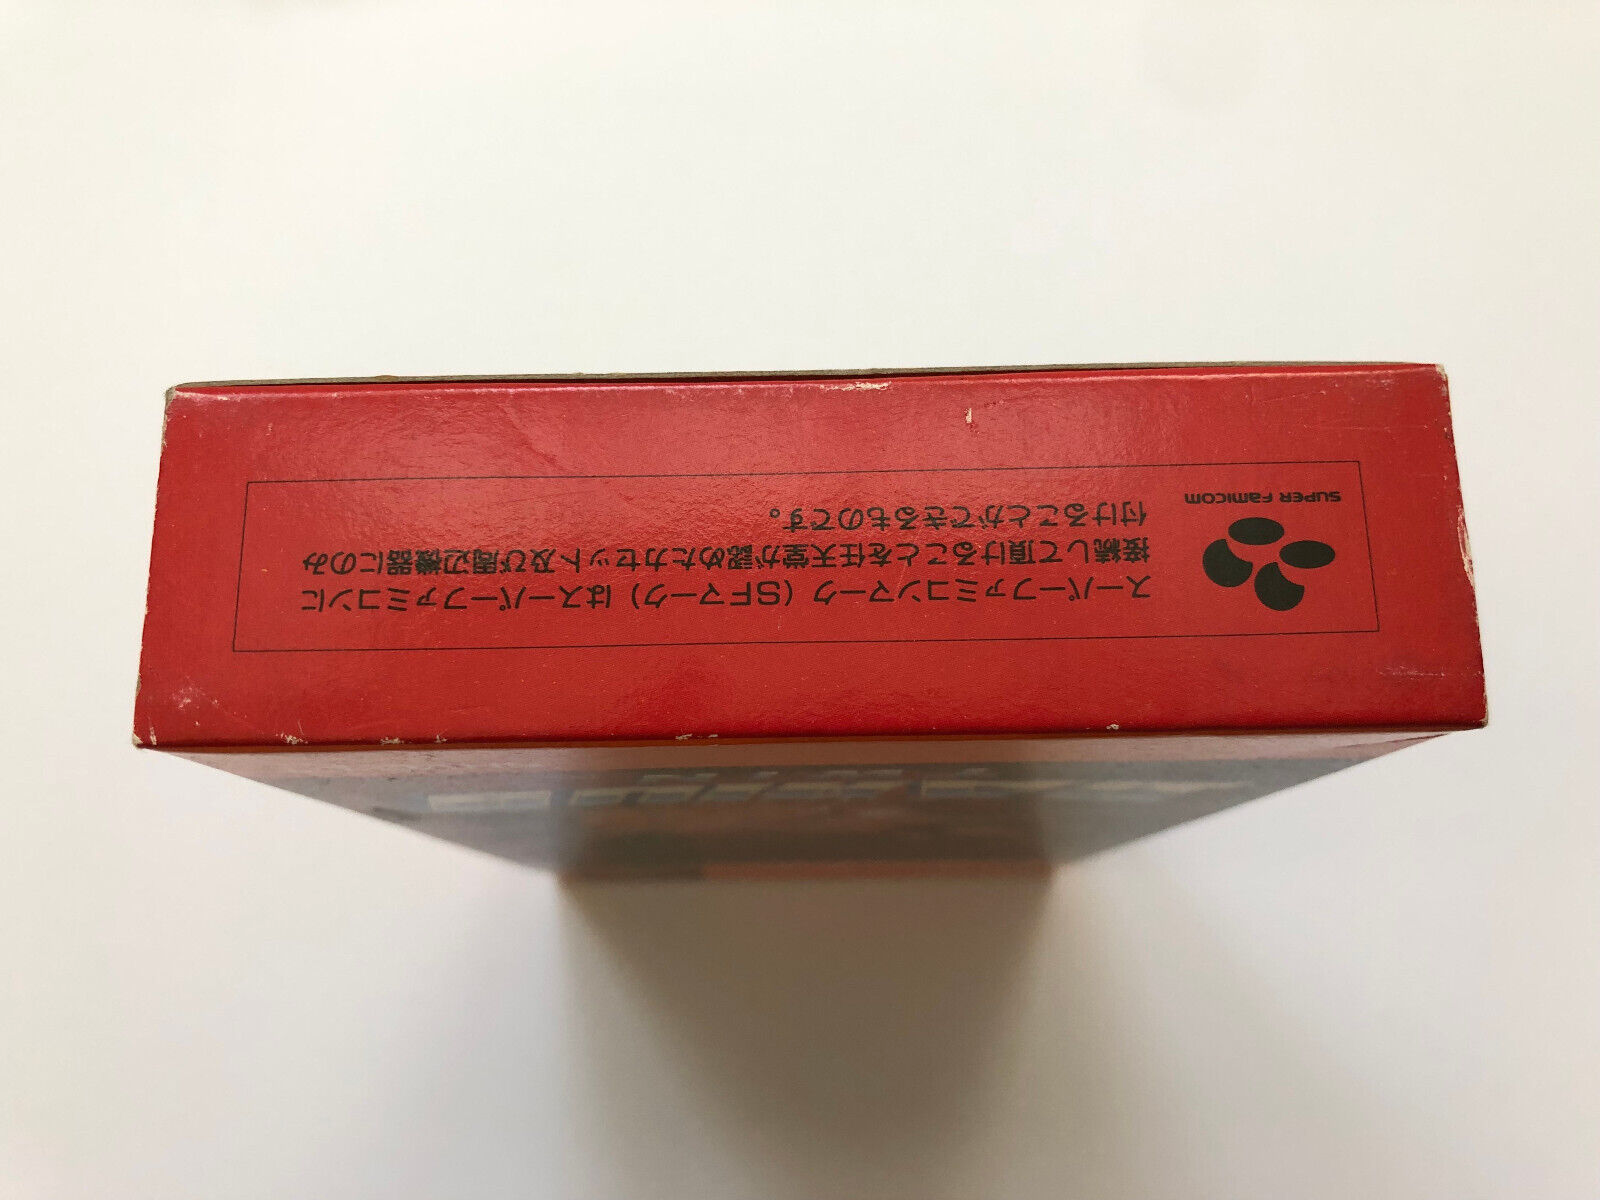 スーパーファミコンマーク(SFマーク)はスーパーファミコンに
接続して頂けることを任天堂が認めたカセット及び周辺機器にのみ
付けることができるものです。
SUPER FAMICOM